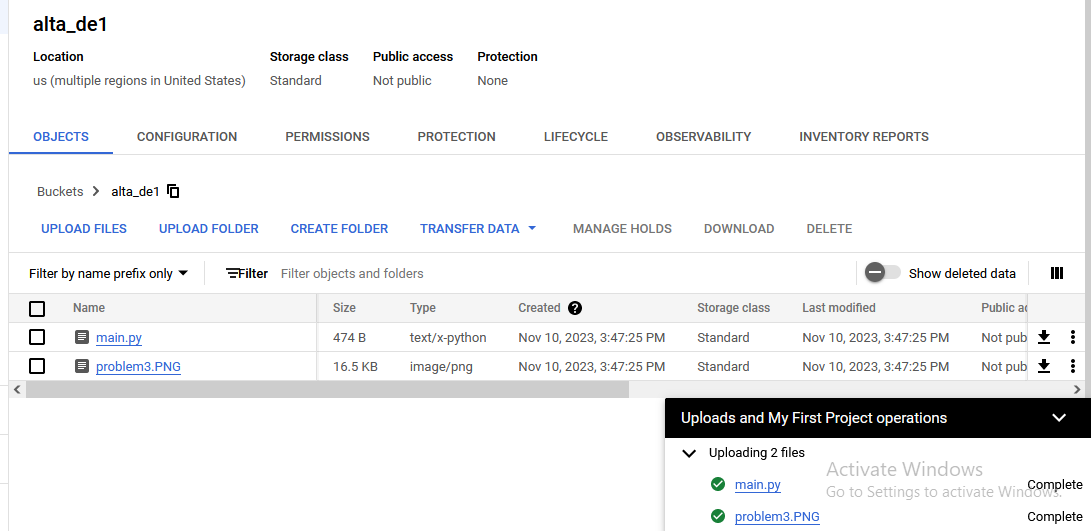 alta_de1
Location Storage class Public access Protection
us (multiple regions in United States) Standard Not public None
OBJECTS CONFIGURATION PERMISSIONS PROTECTION LIFECYCLE OBSERVABILITY INVENTORY REPORTS
Buckets > alta_de1
UPLOAD FILES UPLOAD FOLDER CREATE FOLDER TRANSFER DATA MANAGE HOLDS DOWNLOAD DELETE
Filter by name prefix only Filter Filter objects and folders Show deleted data
Name Size Type Created Storage class Last modified Public ac
main.py 474 B text/x-python Nov 10, 2023, 3:47:25 PM Standard Nov 10, 2023, 3:47:25 PM Not pub
problem3.PNG 16.5 KB image/png Nov 10, 2023, 3:47:25 PM Standard Nov 10, 2023, 3:47:25 PM Not pub
Uploads and My First Project operations
Uploading 2 files
Activate Windows
main.py Complete
Go to Settings to activate Windows.
problem3.PNG Complete